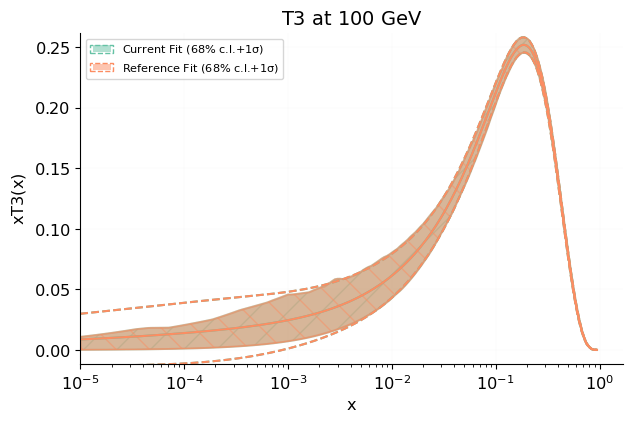 T3 at 100 GeV
Current Fit (68% c.l.+1σ)
Reference Fit (68% c.l.+1σ)
xT3(x)
0.25
0.20
0.15
0.10
0.05
0.00
10⁻⁵ 10⁻⁴ 10⁻³ 10⁻² 10⁻¹ 10⁰
x